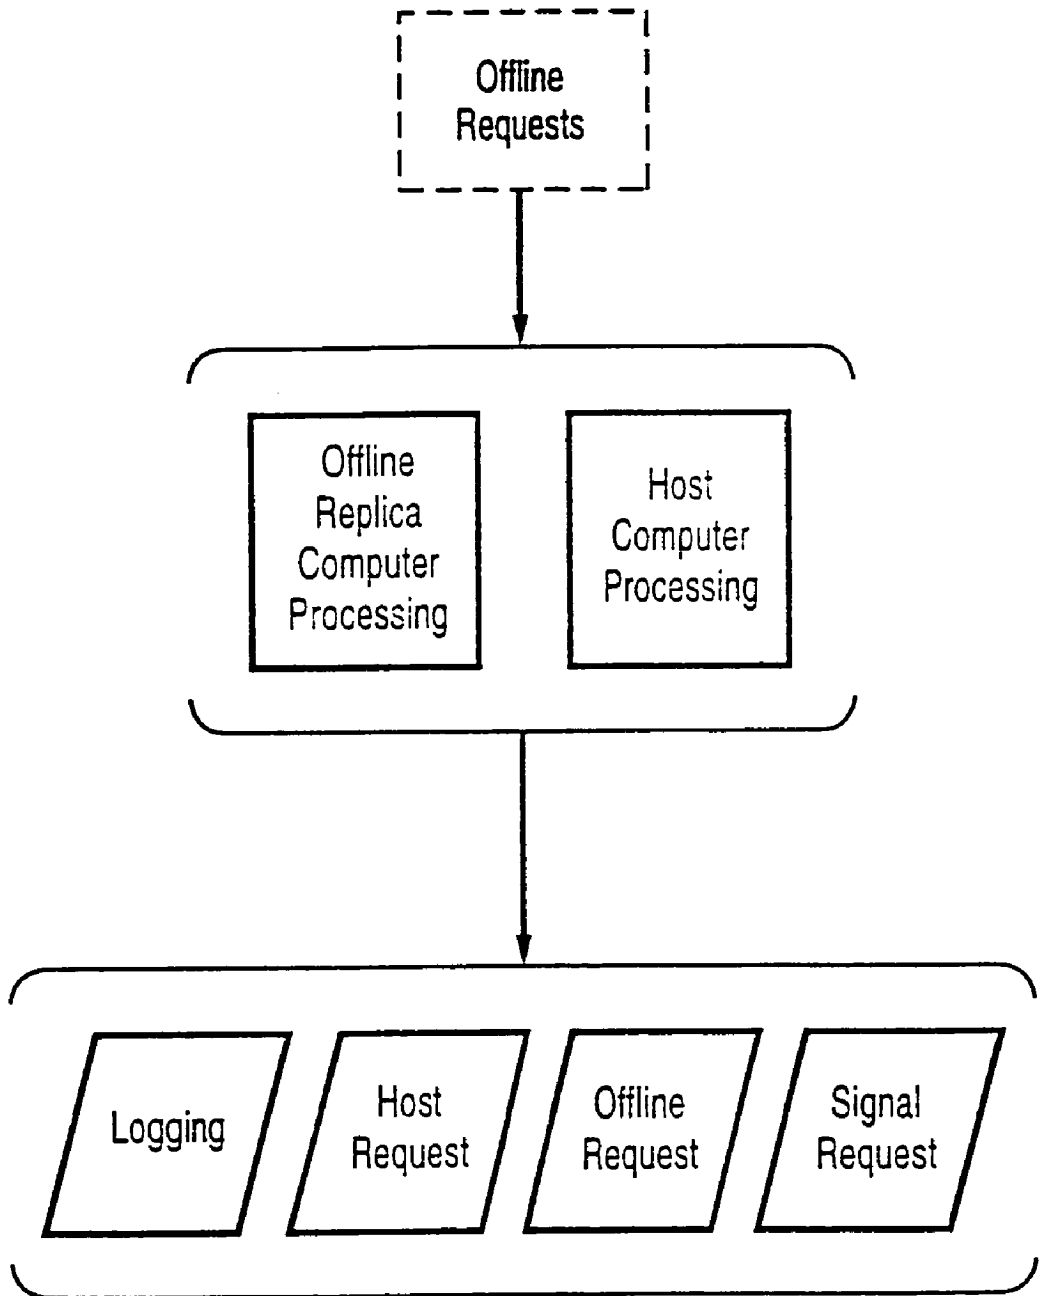 Offline
Requests
Offline
Replica
Computer
Processing
Host
Computer
Processing
Logging
Host
Request
Offline
Request
Signal
Request